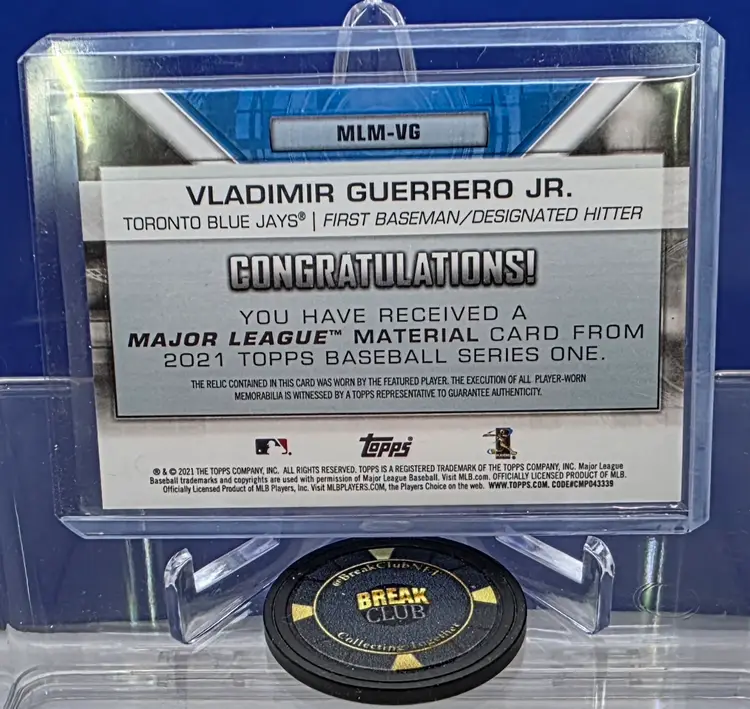 MLM-VG
VLADIMIR GUERRERO JR.
TORONTO BLUE JAYS® | FIRST BASEMAN/DESIGNATED HITTER
CONGRATULATIONS!
YOU HAVE RECEIVED A
MAJOR LEAGUE™ MATERIAL CARD FROM
2021 TOPPS BASEBALL SERIES ONE.
THE RELIC CONTAINED IN THIS CARD WAS WORN BY THE FEATURED PLAYER. THE EXECUTION OF ALL PLAYER-WORN
MEMORABILIA IS WITNESSED BY A TOPPS REPRESENTATIVE TO GUARANTEE AUTHENTICITY.
Topps
® & © 2021 THE TOPPS COMPANY, INC. ALL RIGHTS RESERVED. TOPPS IS A REGISTERED TRADEMARK OF THE TOPPS COMPANY, INC. Major League
Baseball trademarks and copyrights are used with permission of Major League Baseball. Visit MLB.com. OFFICIALLY LICENSED PRODUCT OF MLB.
Officially Licensed Product of MLB Players, Inc. Visit MLBPLAYERS.COM, the Players Choice on the web. WWW.TOPPS.COM. CODE#CMP043339
@BreakClubNFT
BREAK
CLUB
Collecting Together